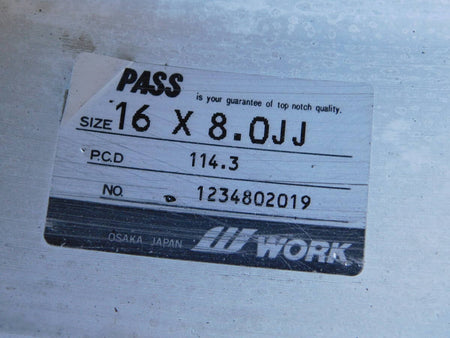 PASS
is your guarantee of top notch quality.
SIZE 16 X 8.0JJ
P.C.D 114.3
NO. 1234802019
OSAKA JAPAN WORK